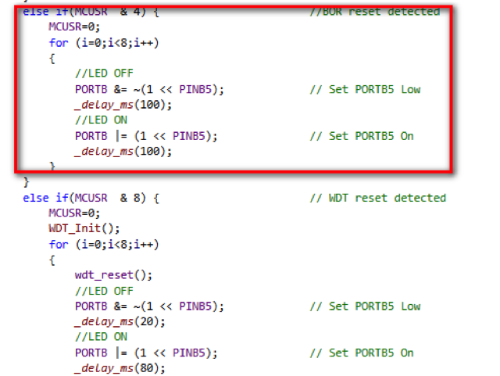 }
else if(MCUSR & 4) { //BOR reset detected
MCUSR=0;
for (i=0;i<8;i++)
{
//LED OFF
PORTB &= ~(1 << PINB5); // Set PORTB5 Low
_delay_ms(100);
//LED ON
PORTB |= (1 << PINB5); // Set PORTB5 On
_delay_ms(100);
}
}
else if(MCUSR & 8) { // WDT reset detected
MCUSR=0;
WDT_Init();
for (i=0;i<8;i++)
{
wdt_reset();
//LED OFF
PORTB &= ~(1 << PINB5); // Set PORTB5 Low
_delay_ms(20);
//LED ON
PORTB |= (1 << PINB5); // Set PORTB5 On
_delay_ms(80);